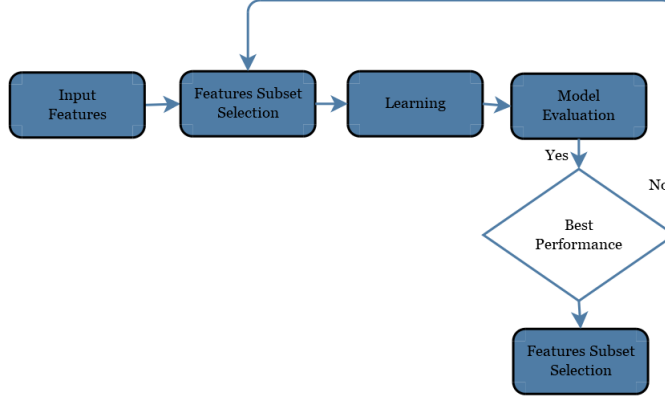 Input
Features
Features Subset
Selection
Learning
Model
Evaluation
Yes
No
Best
Performance
Features Subset
Selection